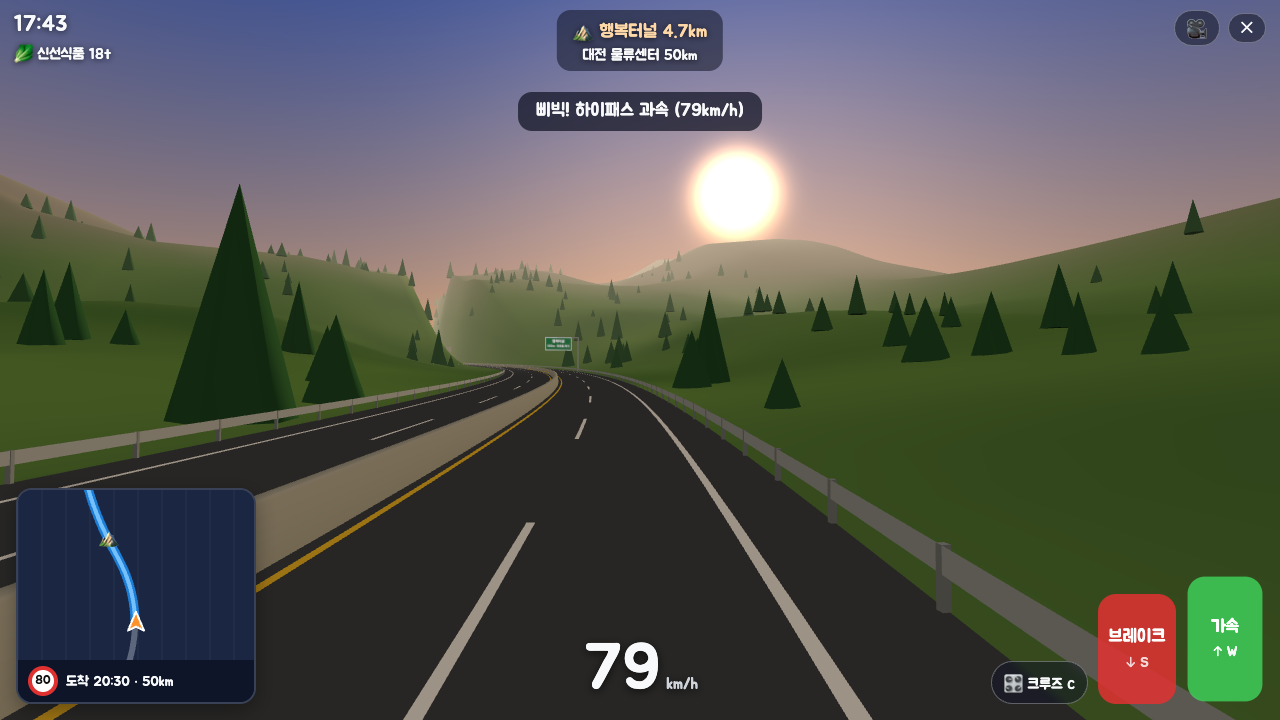 17:43
신선식품 18t
행복터널 4.7km
대전 물류센터 50km
삐빅! 하이패스 과속 (79km/h)
80
도착 20:30 · 50km
79 km/h
크루즈 C
브레이크
↓ S
가속
↑ W